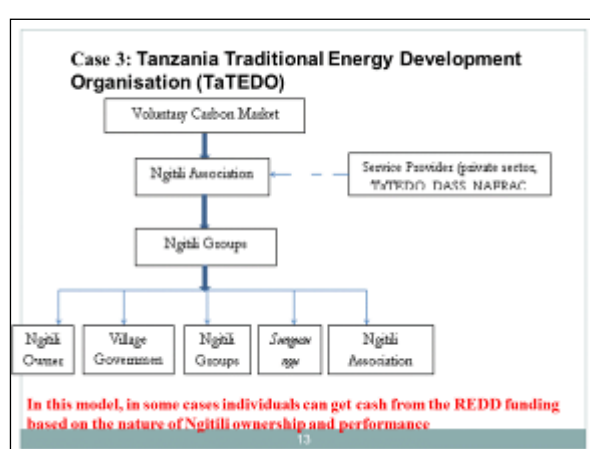 Case 3: Tanzania Traditional Energy Development
Organisation (TaTEDO)
Voluntary Carbon Market
Ngitili Association
Service Provider (private sector,
TaTEDO, DASS, NAFRAC
Ngitili Groups
Ngitili
Owner
Village
Government
Ngitili
Groups
Ngitili
Association
In this model, in some cases individuals can get cash from the REDD funding
based on the nature of Ngitili ownership and performance
13